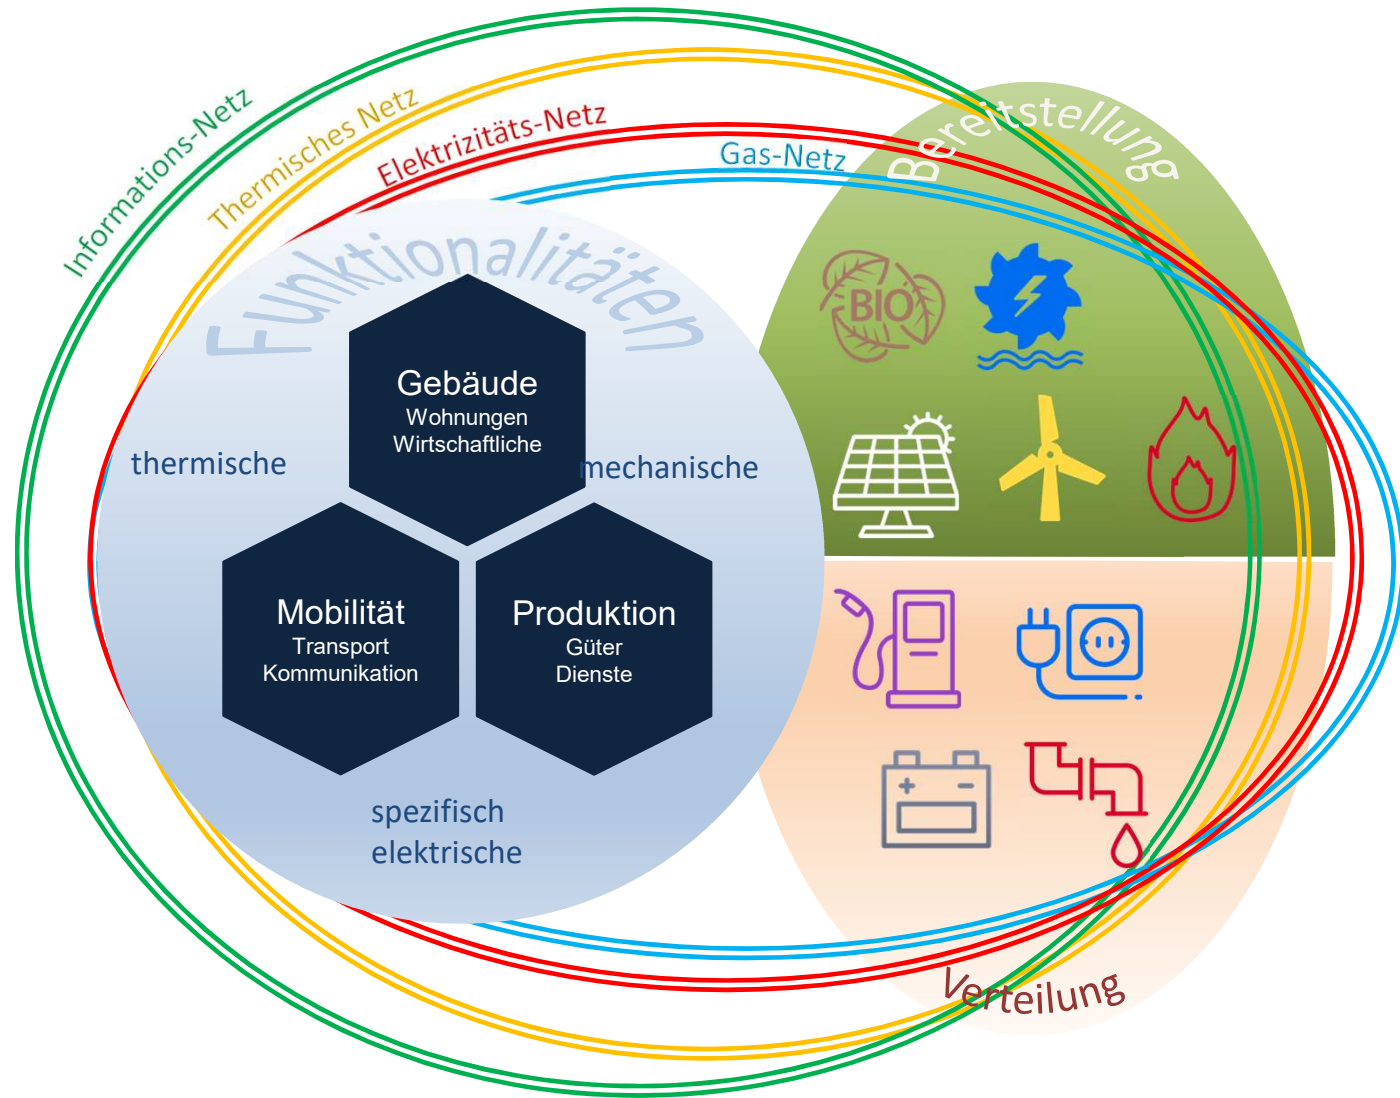 Informations-Netz
Thermisches Netz
Elektrizitäts-Netz
Gas-Netz
Bereitstellung
Funktionalitäten
BIO
Gebäude
Wohnungen
Wirtschaftliche
thermische
mechanische
Mobilität
Transport
Kommunikation
Produktion
Güter
Dienste
spezifisch
elektrische
Verteilung